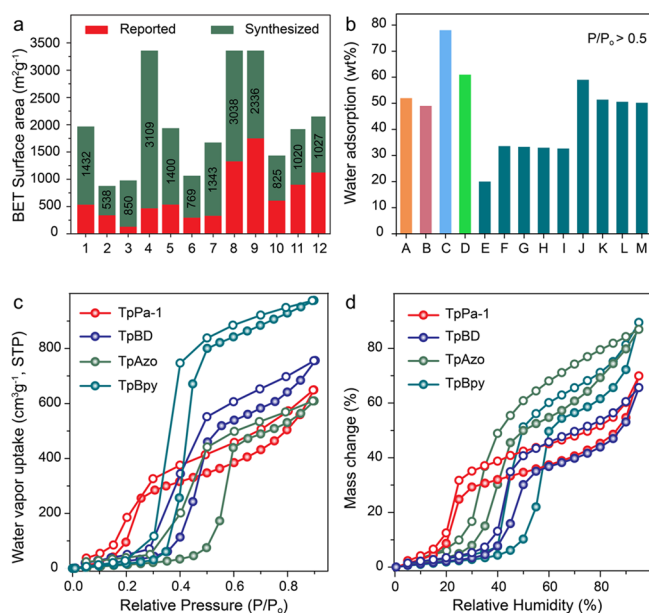 a
Reported
Synthesized
BET Surface area (m²g⁻¹)
3500
3000
2500
2000
1500
1000
500
0
1432
538
850
3109
1400
769
1343
3038
2336
825
1020
1027
1 2 3 4 5 6 7 8 9 10 11 12
b
P/Pₒ > 0.5
Water adsorption (wt%)
80
70
60
50
40
30
20
10
0
A B C D E F G H I J K L M
c
TpPa-1
TpBD
TpAzo
TpBpy
Water vapor uptake (cm³g⁻¹, STP)
800
600
400
200
0
0.0 0.2 0.4 0.6 0.8
Relative Pressure (P/Pₒ)
d
TpPa-1
TpBD
TpAzo
TpBpy
Mass change (%)
80
60
40
20
0
0 20 40 60 80
Relative Humidity (%)